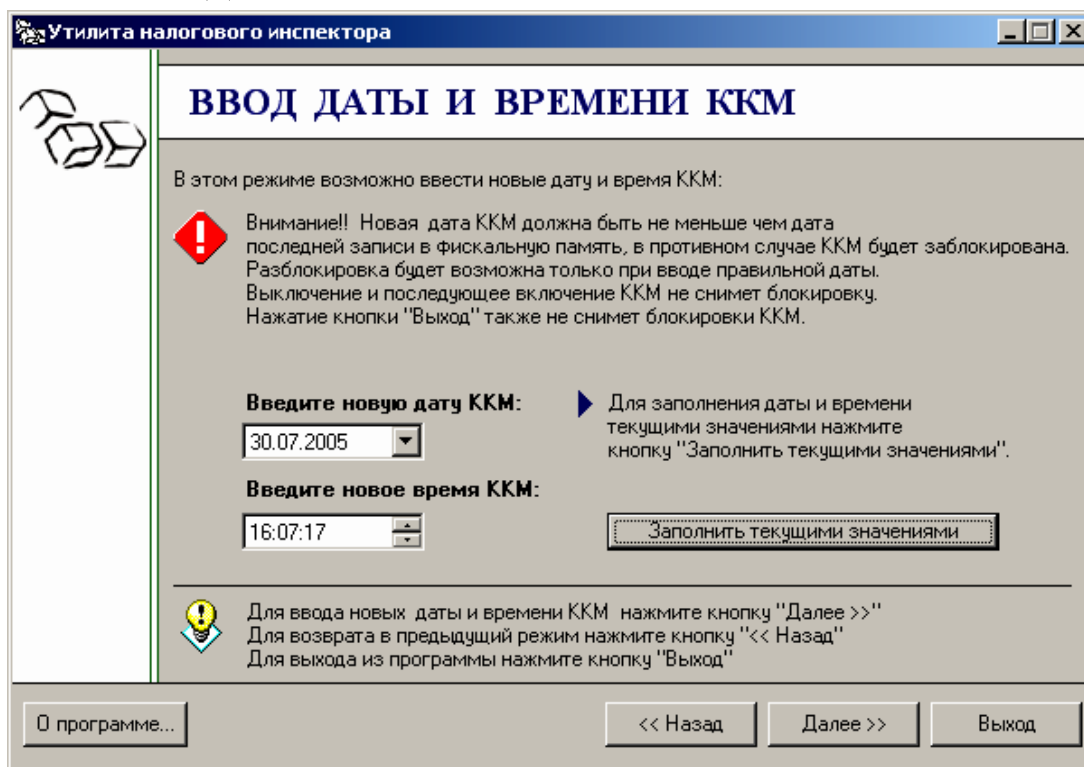 Утилита налогового инспектора
ВВОД ДАТЫ И ВРЕМЕНИ ККМ
В этом режиме возможно ввести новые дату и время ККМ:
Внимание!! Новая дата ККМ должна быть не меньше чем дата
последней записи в фискальную память, в противном случае ККМ будет заблокирована.
Разблокировка будет возможна только при вводе правильной даты.
Выключение и последующее включение ККМ не снимет блокировку.
Нажатие кнопки "Выход" также не снимет блокировки ККМ.
Введите новую дату ККМ:
30.07.2005
Введите новое время ККМ:
16:07:17
Для заполнения даты и времени
текущими значениями нажмите
кнопку "Заполнить текущими значениями".
Заполнить текущими значениями
Для ввода новых даты и времени ККМ нажмите кнопку "Далее >>"
Для возврата в предыдущий режим нажмите кнопку "<< Назад"
Для выхода из программы нажмите кнопку "Выход"
О программе...
<< Назад
Далее >>
Выход